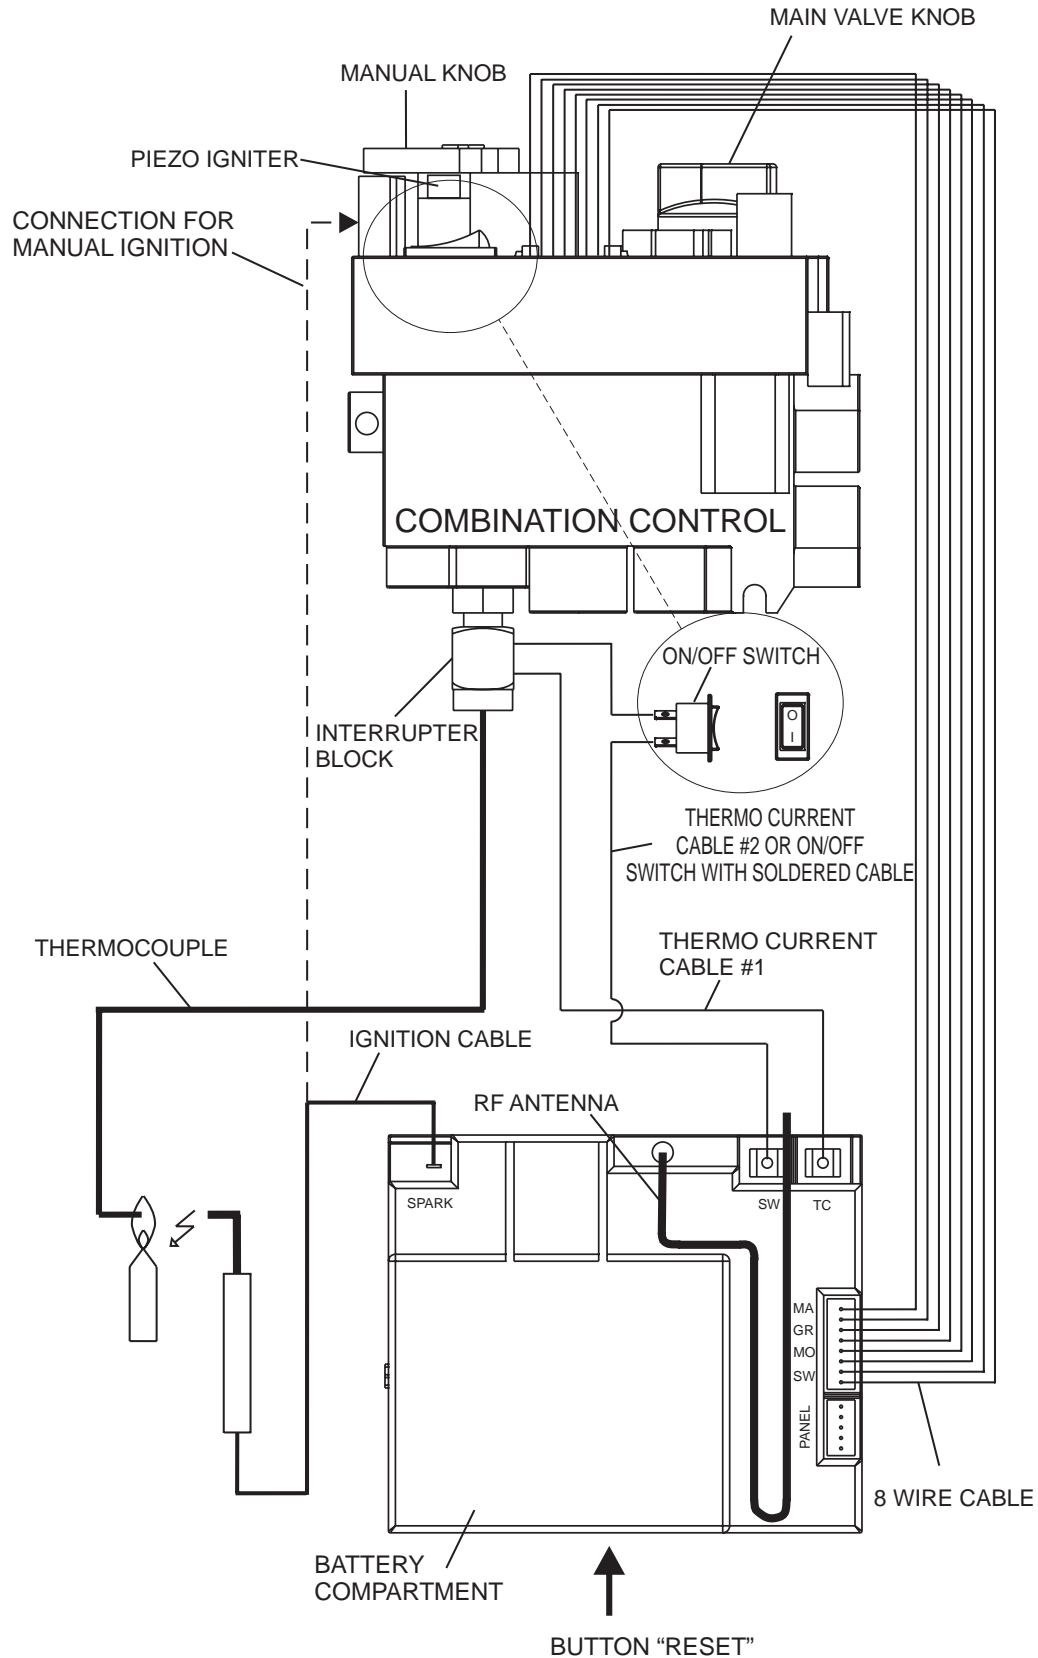 MAIN VALVE KNOB
MANUAL KNOB
PIEZO IGNITER
CONNECTION FOR
MANUAL IGNITION
COMBINATION CONTROL
ON/OFF SWITCH
O
I
INTERRUPTER
BLOCK
THERMO CURRENT
CABLE #2 OR ON/OFF
SWITCH WITH SOLDERED CABLE
THERMOCOUPLE
THERMO CURRENT
CABLE #1
IGNITION CABLE
RF ANTENNA
SPARK
SW
TC
MA
GR
MO
SW
PANEL
8 WIRE CABLE
BATTERY
COMPARTMENT
BUTTON “RESET”